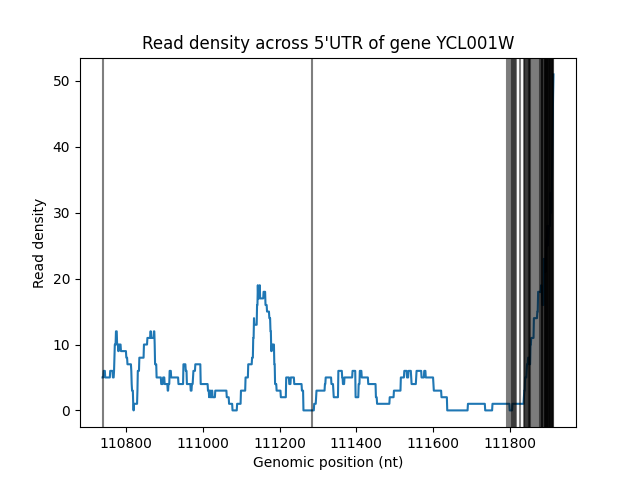 Read density across 5'UTR of gene YCL001W
50
40
30
20
10
0
Read density
110800 111000 111200 111400 111600 111800
Genomic position (nt)